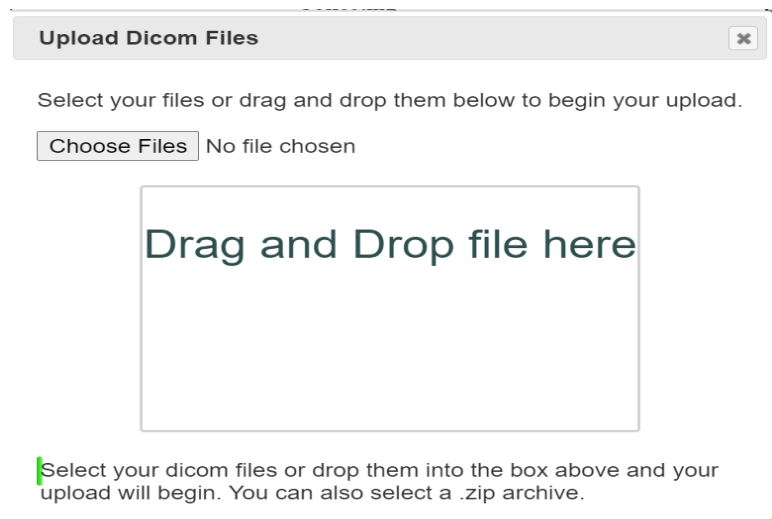 Upload Dicom Files
Select your files or drag and drop them below to begin your upload.
Choose Files No file chosen
Drag and Drop file here
Select your dicom files or drop them into the box above and your
upload will begin. You can also select a .zip archive.